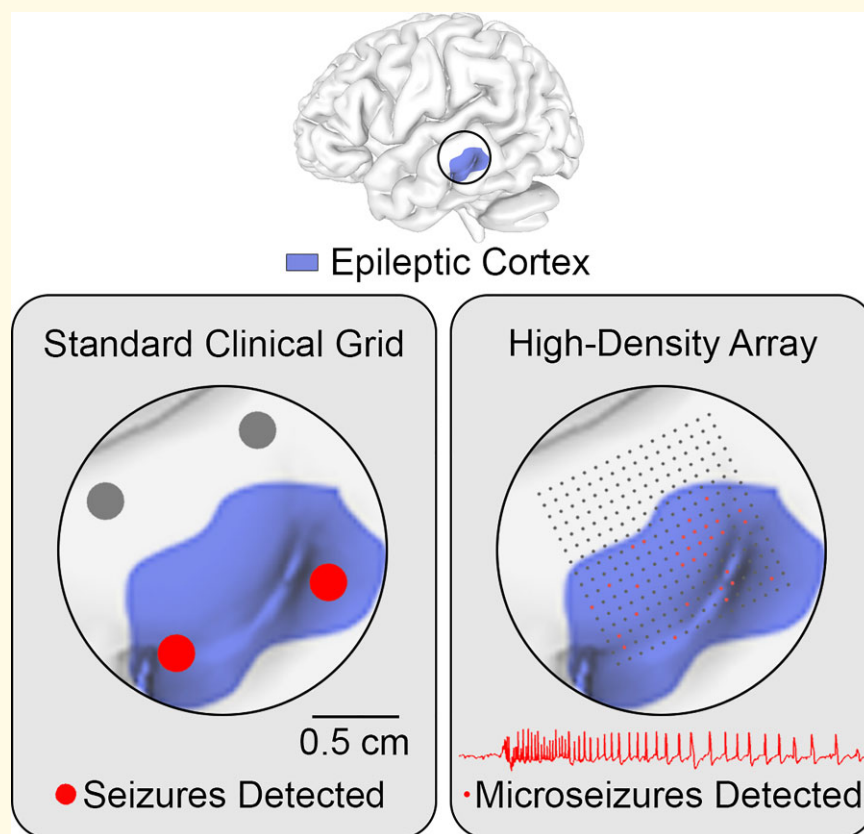 Epileptic Cortex
Standard Clinical Grid
0.5 cm
Seizures Detected
High-Density Array
Microseizures Detected